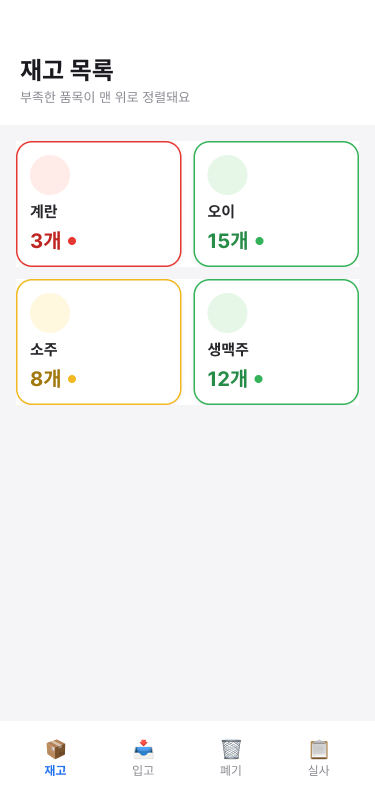 재고 목록
부족한 품목이 맨 위로 정렬돼요
계란
3개
오이
15개
소주
8개
생맥주
12개
재고
입고
폐기
실사